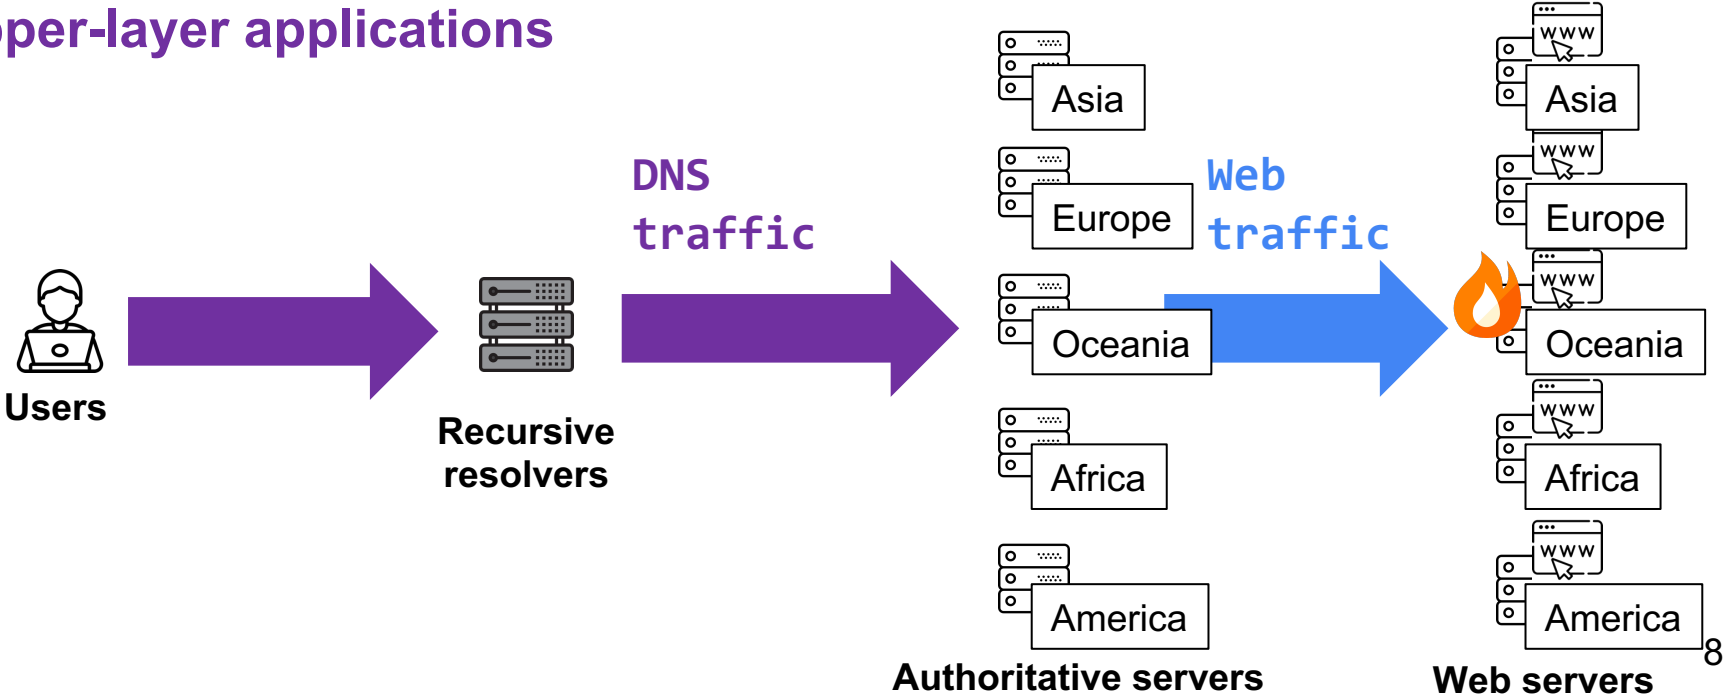 pper-layer applications
Users
Recursive
resolvers
DNS
traffic
Asia
Europe
Oceania
Africa
America
Authoritative servers
Web
traffic
WWW
Asia
WWW
Europe
WWW
Oceania
WWW
Africa
WWW
America
Web servers
8